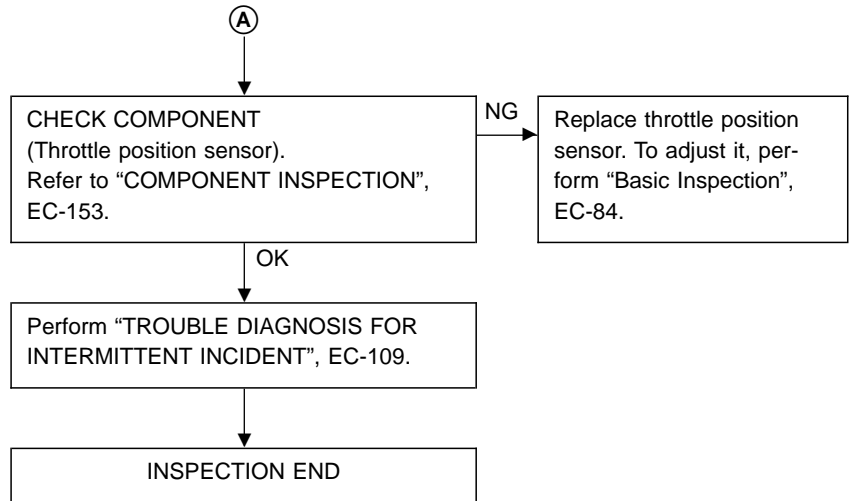 A
CHECK COMPONENT
(Throttle position sensor).
Refer to “COMPONENT INSPECTION”,
EC-153.
NG
Replace throttle position
sensor. To adjust it, per-
form “Basic Inspection”,
EC-84.
OK
Perform “TROUBLE DIAGNOSIS FOR
INTERMITTENT INCIDENT”, EC-109.
INSPECTION END